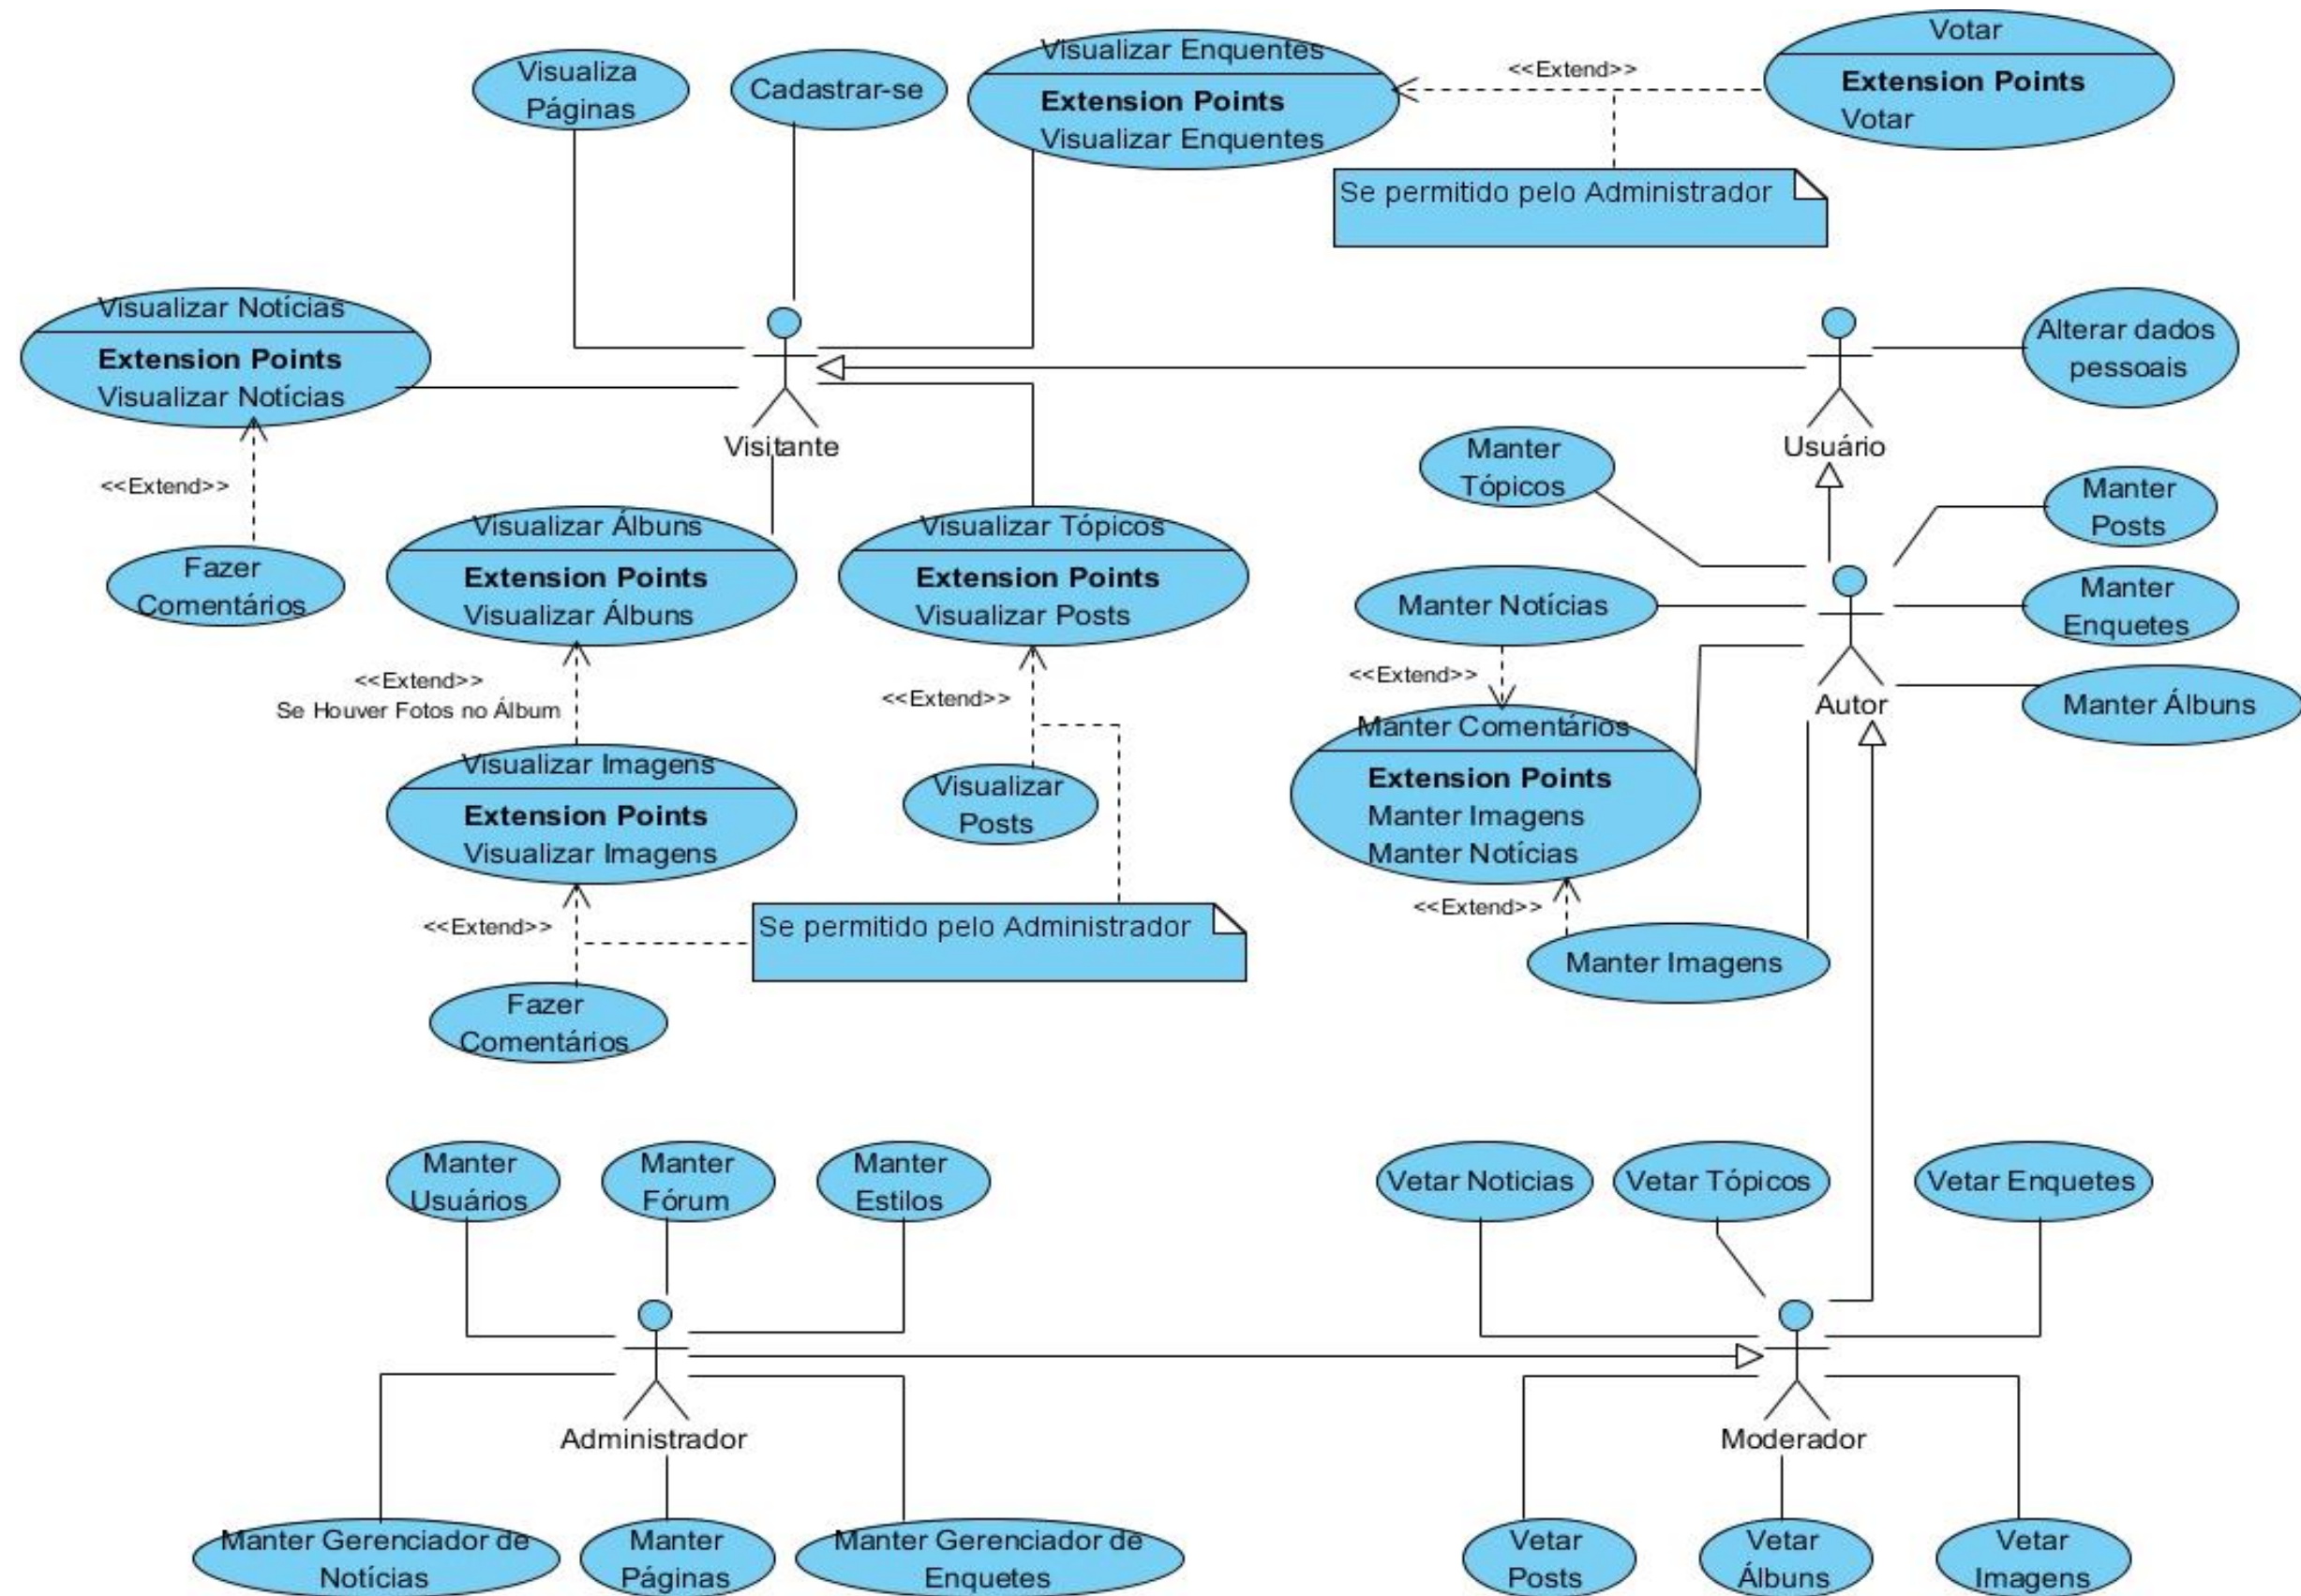 Visualiza
Páginas
Cadastrar-se
Visualizar Enquentes
Extension Points
Visualizar Enquentes
<<Extend>>
Votar
Extension Points
Votar
Se permitido pelo Administrador
Visualizar Notícias
Extension Points
Visualizar Notícias
Visitante
Usuário
Alterar dados
pessoais
<<Extend>>
Fazer
Comentários
Visualizar Álbuns
Extension Points
Visualizar Álbuns
Visualizar Tópicos
Extension Points
Visualizar Posts
Manter
Tópicos
Manter
Posts
Manter Notícias
Manter
Enquetes
Autor
Manter Álbuns
<<Extend>>
Se Houver Fotos no Álbum
<<Extend>>
<<Extend>>
Visualizar Imagens
Extension Points
Visualizar Imagens
Visualizar
Posts
Manter Comentários
Extension Points
Manter Imagens
Manter Notícias
<<Extend>>
Se permitido pelo Administrador
<<Extend>>
Manter Imagens
Fazer
Comentários
Manter
Usuários
Manter
Fórum
Manter
Estilos
Vetar Noticias
Vetar Tópicos
Vetar Enquetes
Administrador
Moderador
Manter Gerenciador de
Notícias
Manter
Páginas
Manter Gerenciador de
Enquetes
Vetar
Posts
Vetar
Álbuns
Vetar
Imagens